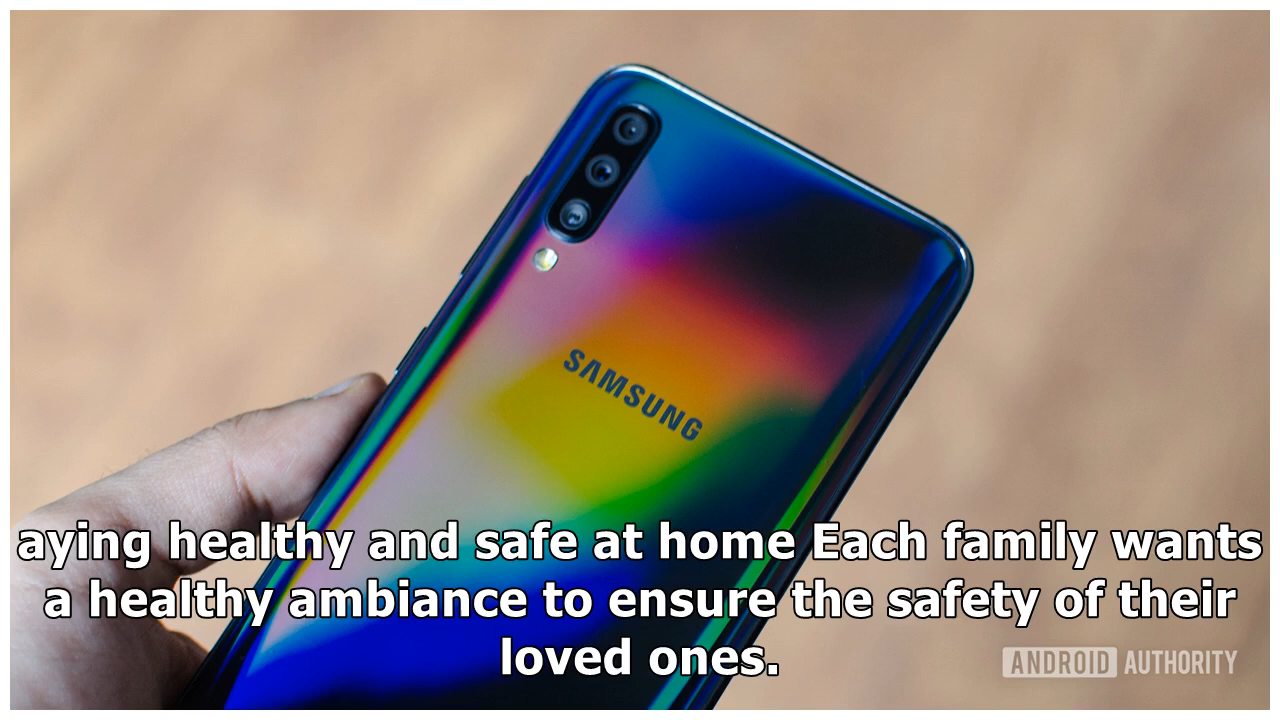 SAMSUNG
aying healthy and safe at home Each family wants
a healthy ambiance to ensure the safety of their
loved ones.
ANDROID AUTHORITY